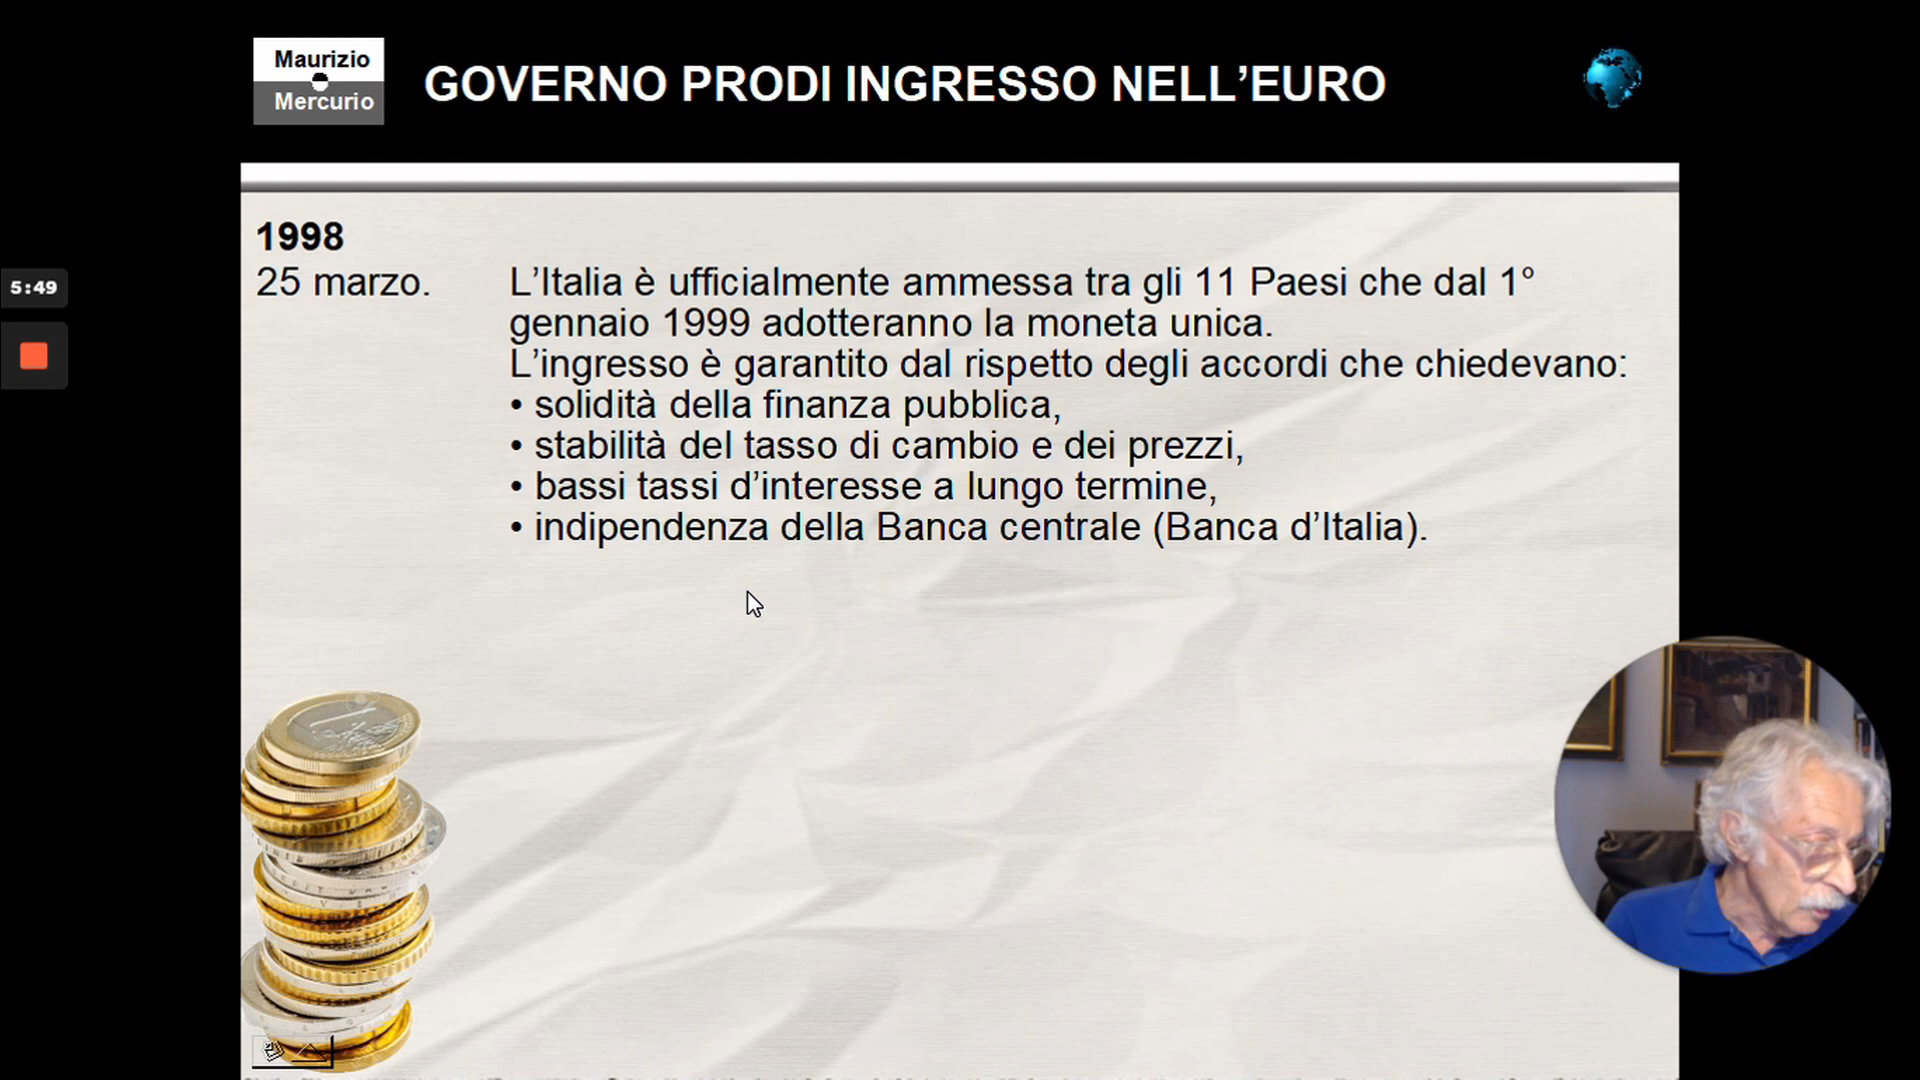 Maurizio
Mercurio
GOVERNO PRODI INGRESSO NELL’EURO
1998
25 marzo. L’Italia è ufficialmente ammessa tra gli 11 Paesi che dal 1°
gennaio 1999 adotteranno la moneta unica.
L’ingresso è garantito dal rispetto degli accordi che chiedevano:
• solidità della finanza pubblica,
• stabilità del tasso di cambio e dei prezzi,
• bassi tassi d’interesse a lungo termine,
• indipendenza della Banca centrale (Banca d’Italia).
5:49